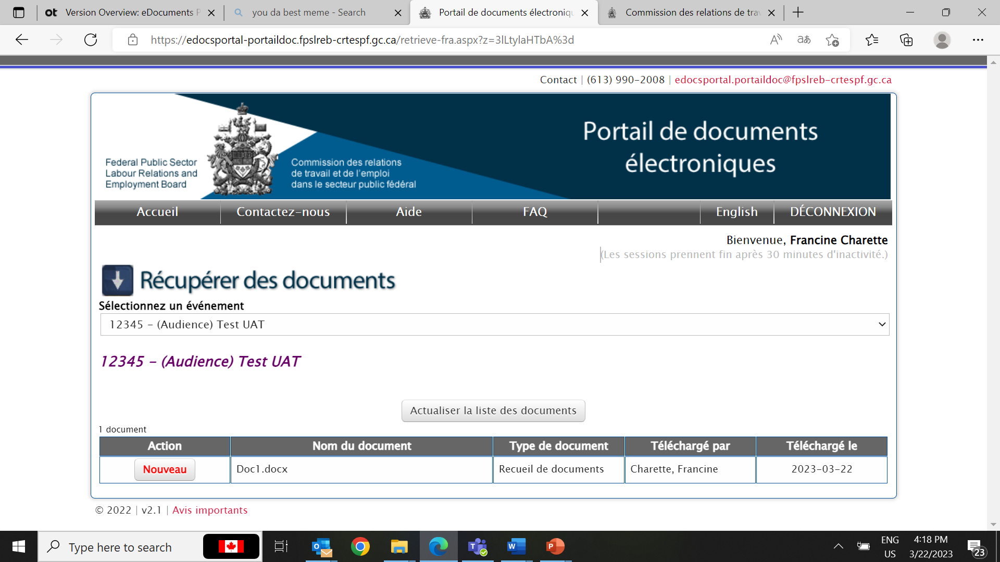 Version Overview: eDocuments P
you da best meme - Search
Portail de documents électroniqu
Commission des relations de trav
https://edocsportal-portaildoc.fpslreb-crtespf.gc.ca/retrieve-fra.aspx?z=3lLtylaHTbA%3d
Contact | (613) 990-2008 | edocsportal.portaildoc@fpslreb-crtespf.gc.ca
Federal Public Sector
Labour Relations and
Employment Board
Commission des relations
de travail et de l'emploi
dans le secteur public fédéral
Portail de documents
électroniques
Accueil
Contactez-nous
Aide
FAQ
English
DÉCONNEXION
Bienvenue, Francine Charette
(Les sessions prennent fin après 30 minutes d'inactivité.)
Récupérer des documents
Sélectionnez un événement
12345 - (Audience) Test UAT
12345 - (Audience) Test UAT
Actualiser la liste des documents
1 document
Action Nom du document Type de document Téléchargé par Téléchargé le
Nouveau Doc1.docx Recueil de documents Charette, Francine 2023-03-22
© 2022 | v2.1 | Avis importants
Type here to search
ENG
US
4:18 PM
3/22/2023
23